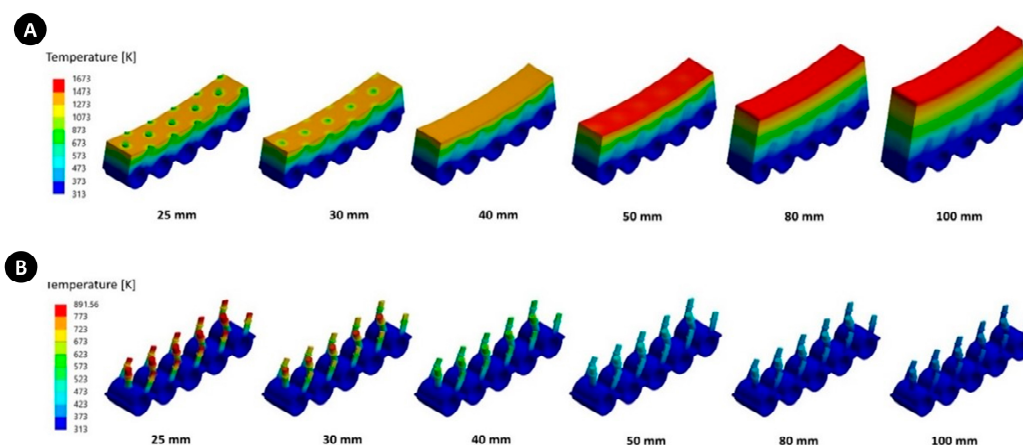 A
Temperature [K]
1673
1473
1273
1073
873
673
573
473
373
313
25 mm
30 mm
40 mm
50 mm
80 mm
100 mm
B
Temperature [K]
891.56
773
723
673
623
573
523
473
423
373
313
25 mm
30 mm
40 mm
50 mm
80 mm
100 mm